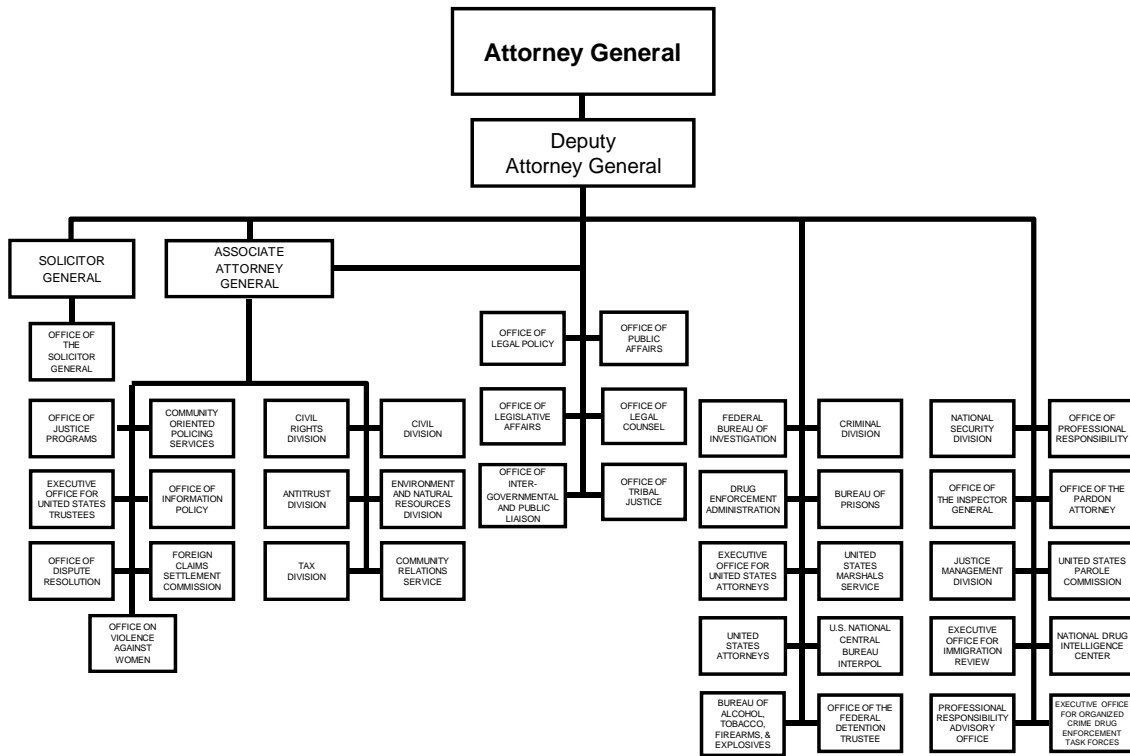 Attorney General
Deputy
Attorney General
SOLICITOR
GENERAL
ASSOCIATE
ATTORNEY
GENERAL
OFFICE OF
THE
SOLICITOR
GENERAL
OFFICE OF
LEGAL POLICY
OFFICE OF
PUBLIC
AFFAIRS
OFFICE OF
JUSTICE
PROGRAMS
COMMUNITY
ORIENTED
POLICING
SERVICES
CIVIL
RIGHTS
DIVISION
CIVIL
DIVISION
OFFICE OF
LEGISLATIVE
AFFAIRS
OFFICE OF
LEGAL
COUNSEL
FEDERAL
BUREAU OF
INVESTIGATION
CRIMINAL
DIVISION
NATIONAL
SECURITY
DIVISION
OFFICE OF
PROFESSIONAL
RESPONSIBILITY
EXECUTIVE
OFFICE FOR
UNITED STATES
TRUSTEES
OFFICE OF
INFORMATION
POLICY
ANTITRUST
DIVISION
ENVIRONMENT
AND NATURAL
RESOURCES
DIVISION
OFFICE OF
INTER-
GOVERNMENTAL
AND PUBLIC
LIAISON
OFFICE OF
TRIBAL
JUSTICE
DRUG
ENFORCEMENT
ADMINISTRATION
BUREAU OF
PRISONS
OFFICE OF
THE INSPECTOR
GENERAL
OFFICE OF THE
PARDON
ATTORNEY
OFFICE OF
DISPUTE
RESOLUTION
FOREIGN
CLAIMS
SETTLEMENT
COMMISSION
TAX
DIVISION
COMMUNITY
RELATIONS
SERVICE
EXECUTIVE
OFFICE FOR
UNITED STATES
ATTORNEYS
UNITED
STATES
MARSHALS
SERVICE
JUSTICE
MANAGEMENT
DIVISION
UNITED STATES
PAROLE
COMMISSION
OFFICE ON
VIOLENCE
AGAINST
WOMEN
UNITED
STATES
ATTORNEYS
U.S. NATIONAL
CENTRAL
BUREAU
INTERPOL
EXECUTIVE
OFFICE FOR
IMMIGRATION
REVIEW
NATIONAL DRUG
INTELLIGENCE
CENTER
BUREAU OF
ALCOHOL,
TOBACCO,
FIREARMS, &
EXPLOSIVES
OFFICE OF THE
FEDERAL
DETENTION
TRUSTEE
PROFESSIONAL
RESPONSIBILITY
ADVISORY
OFFICE
EXECUTIVE OFFICE
FOR ORGANIZED
CRIME DRUG
ENFORCEMENT
TASK FORCES